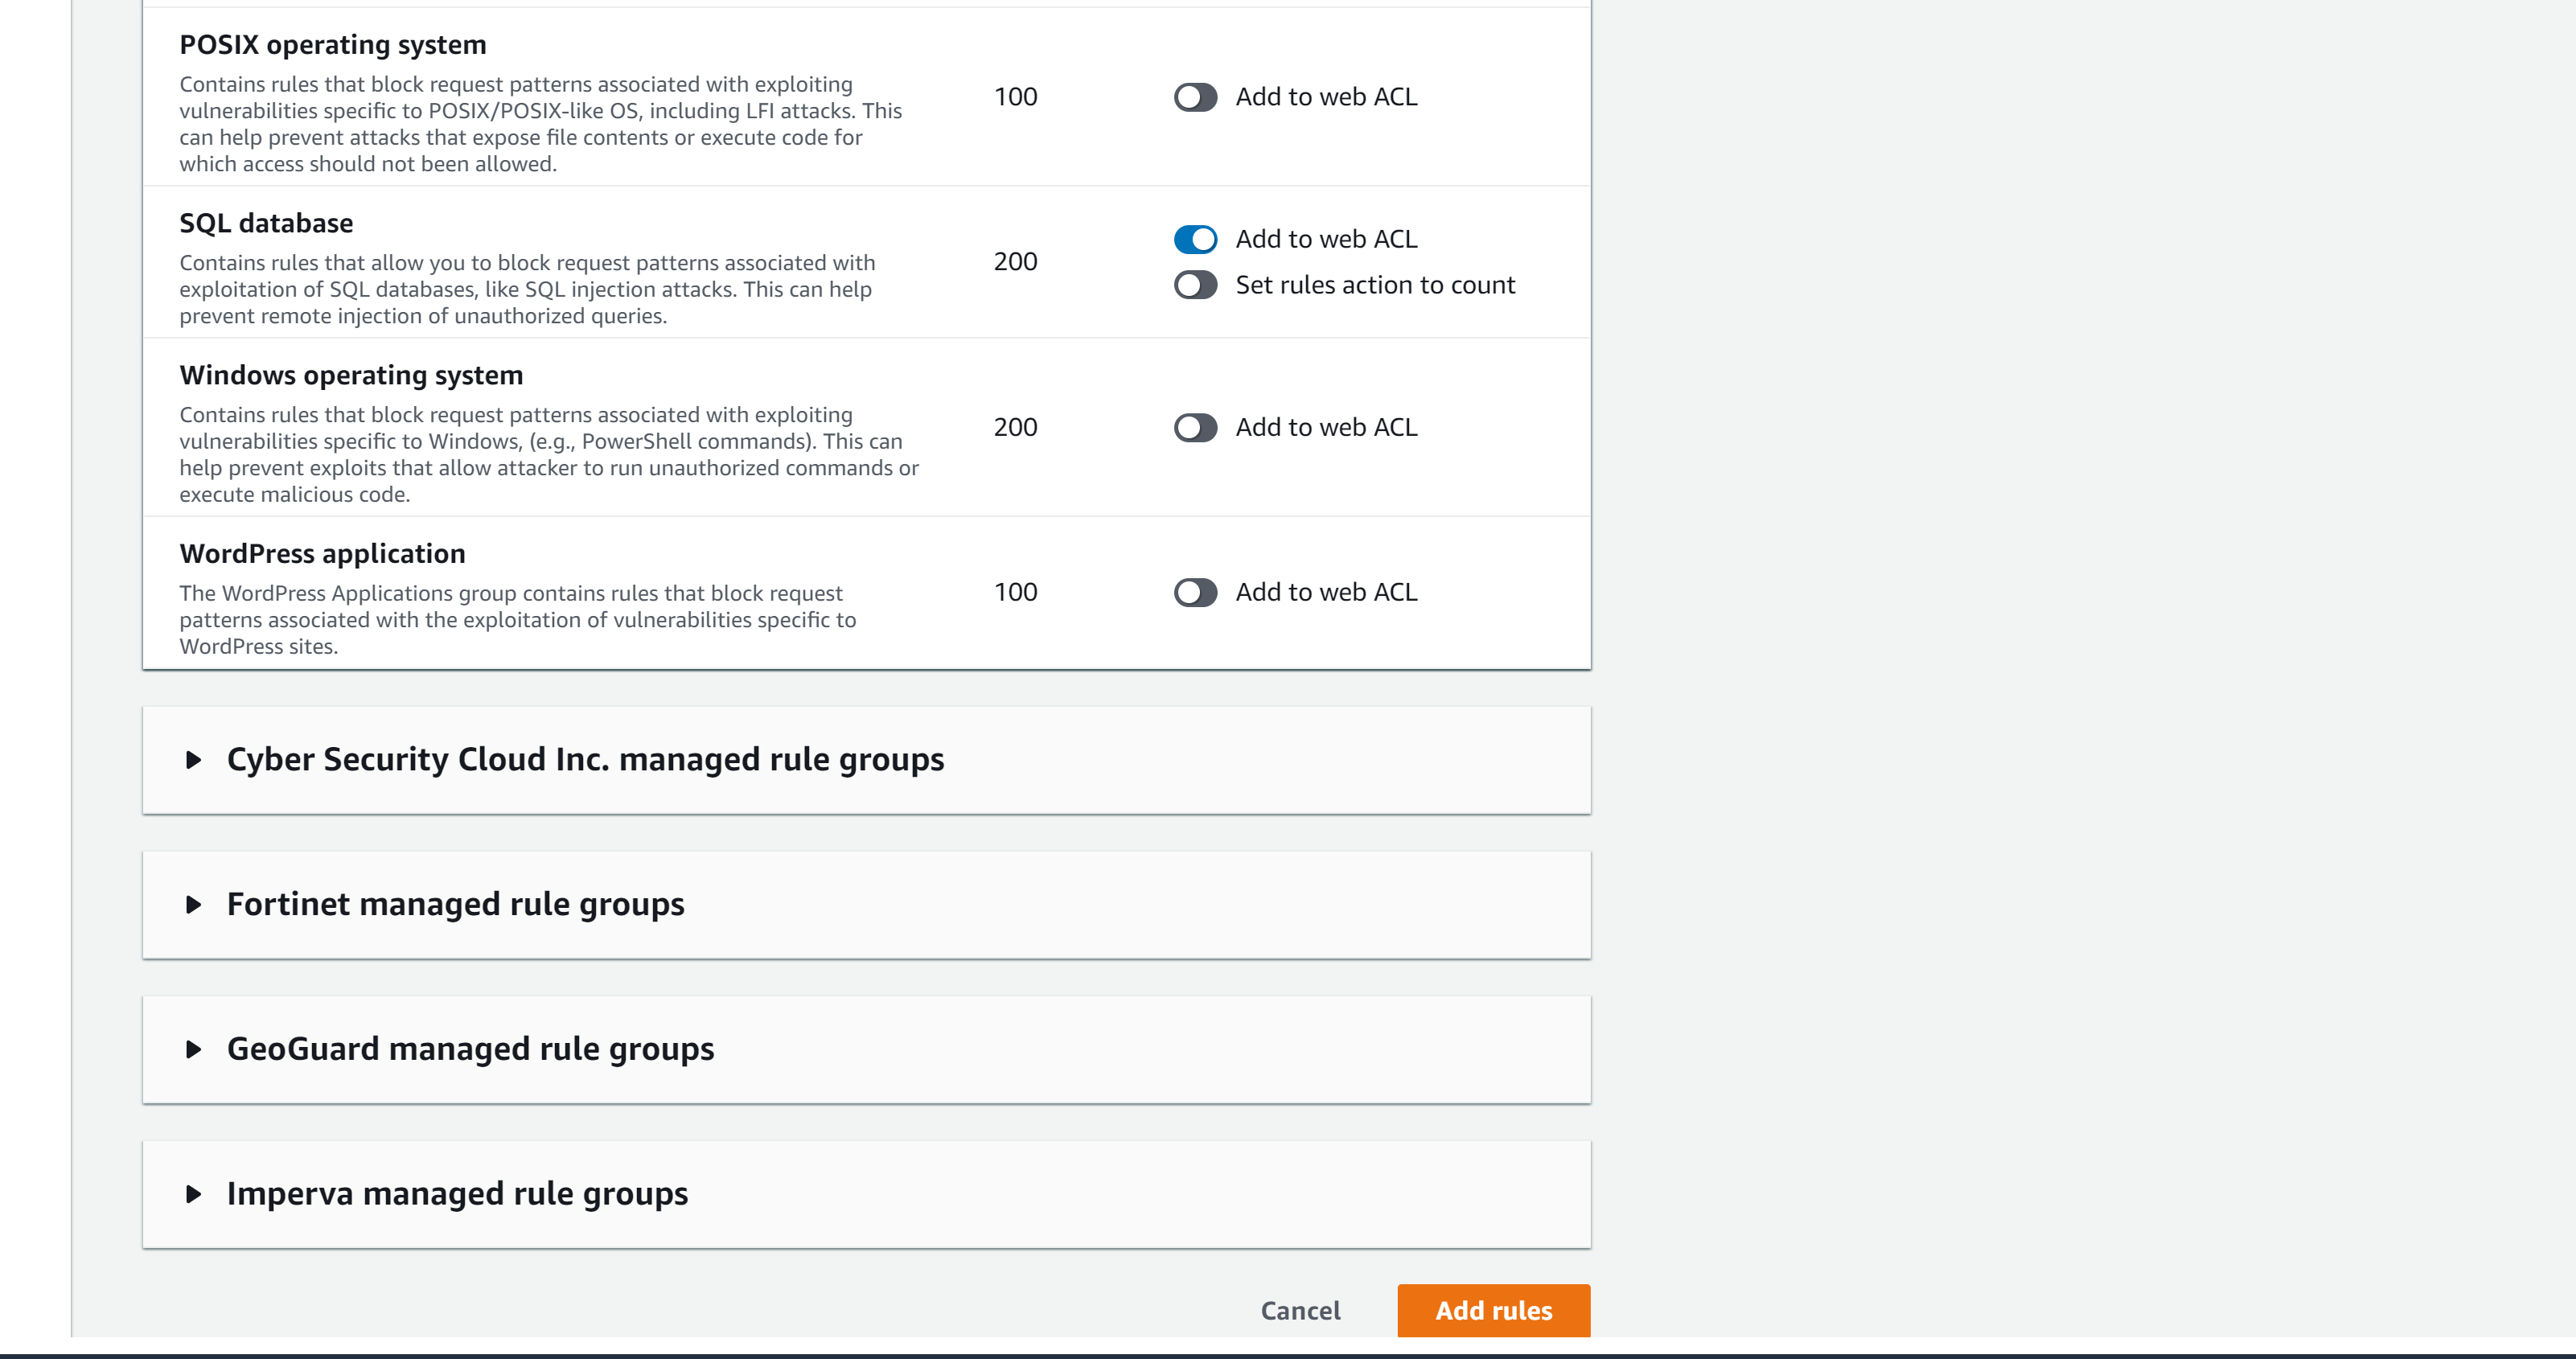 POSIX operating system
Contains rules that block request patterns associated with exploiting
vulnerabilities specific to POSIX/POSIX-like OS, including LFI attacks. This
can help prevent attacks that expose file contents or execute code for
which access should not been allowed.
100
Add to web ACL
SQL database
Contains rules that allow you to block request patterns associated with
exploitation of SQL databases, like SQL injection attacks. This can help
prevent remote injection of unauthorized queries.
200
Add to web ACL
Set rules action to count
Windows operating system
Contains rules that block request patterns associated with exploiting
vulnerabilities specific to Windows, (e.g., PowerShell commands). This can
help prevent exploits that allow attacker to run unauthorized commands or
execute malicious code.
200
Add to web ACL
WordPress application
The WordPress Applications group contains rules that block request
patterns associated with the exploitation of vulnerabilities specific to
WordPress sites.
100
Add to web ACL
Cyber Security Cloud Inc. managed rule groups
Fortinet managed rule groups
GeoGuard managed rule groups
Imperva managed rule groups
Cancel
Add rules